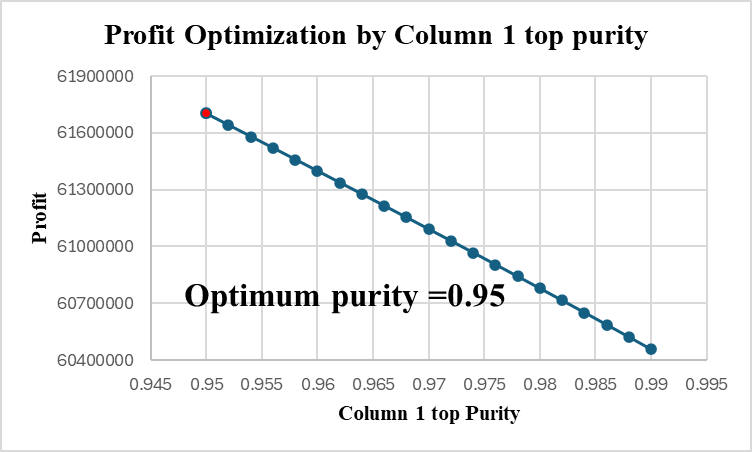 Profit Optimization by Column 1 top purity
61900000
61600000
61300000
61000000
60700000
60400000
Profit
Optimum purity =0.95
0.945 0.95 0.955 0.96 0.965 0.97 0.975 0.98 0.985 0.99 0.995
Column 1 top Purity